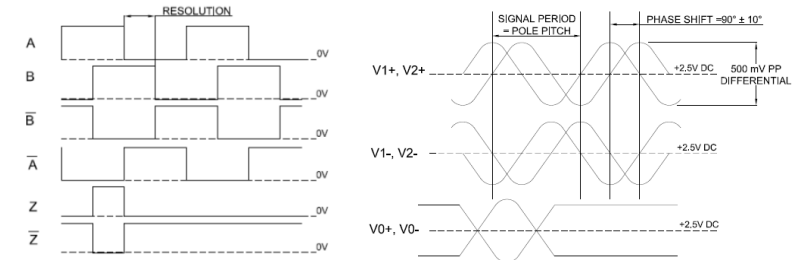 RESOLUTION
A
0V
B
0V
B
0V
A
0V
Z
0V
Z
0V
SIGNAL PERIOD
= POLE PITCH
PHASE SHIFT =90° ± 10°
V1+, V2+
+2.5V DC
500 mV PP
DIFFERENTIAL
V1-, V2-
+2.5V DC
V0+, V0-
+2.5V DC